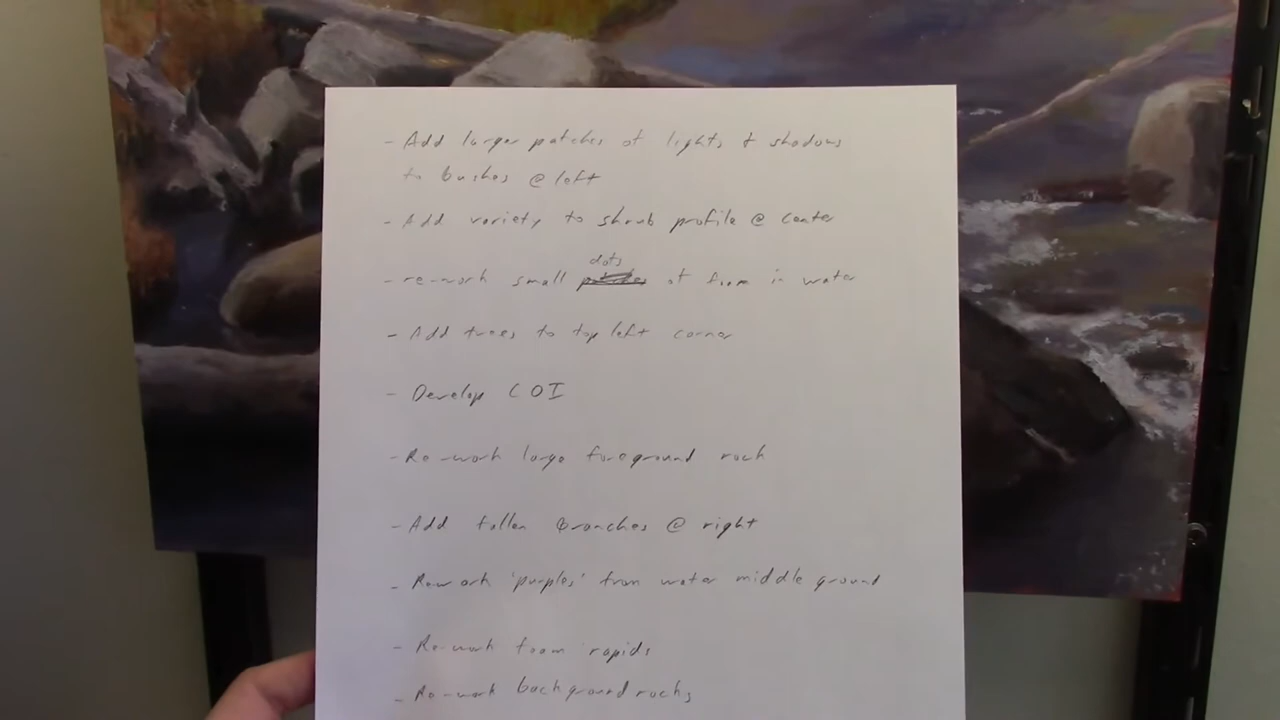 - Add larger patches of lights & shadows
to bushes @ left
- Add variety to shrub profile @ center
dots
- re-work small of foam in water
- Add trees to top left corner
- Develop COI
- Re-work large foreground rock
- Add fallen Branches @ right
- Rework 'purples' from water middle ground
- Re-work foam rapids
- Re-work background rocks